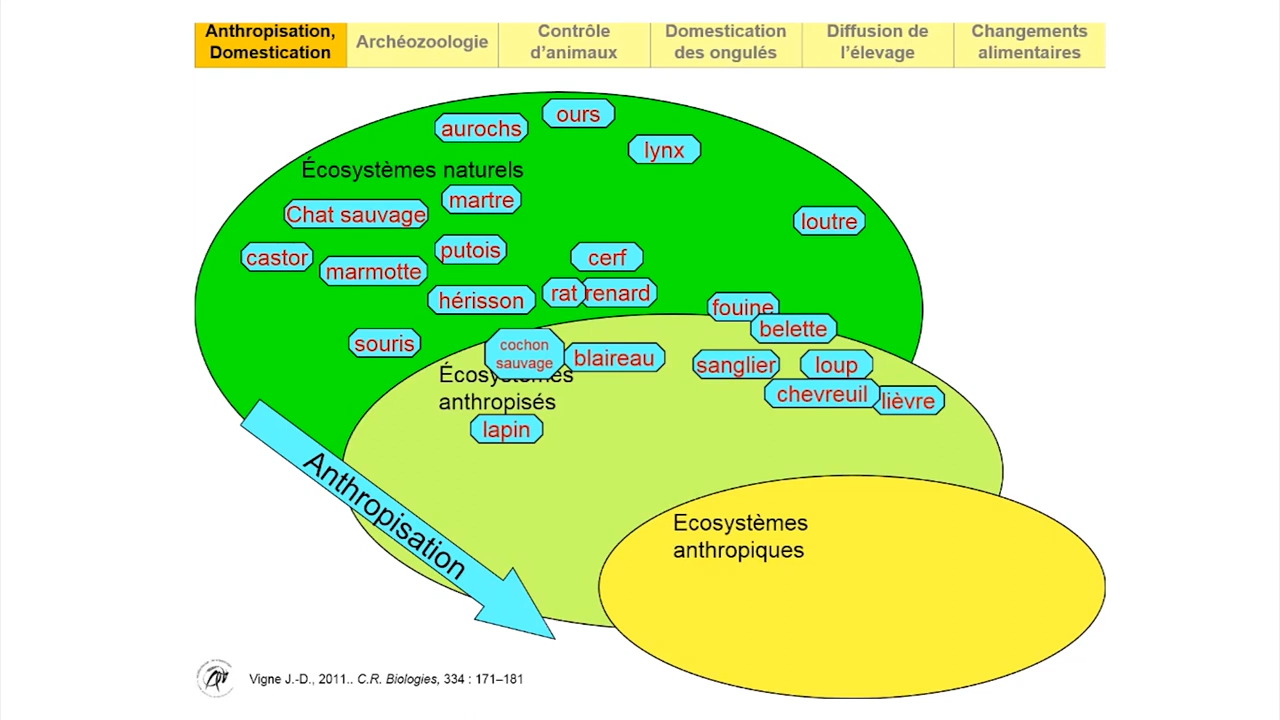 Anthropisation,
Domestication
Archéozoologie
Contrôle
d'animaux
Domestication
des ongulés
Diffusion de
l'élevage
Changements
alimentaires
ours
aurochs
lynx
Écosystèmes naturels
martre
Chat sauvage
loutre
putois
castor
marmotte
cerf
hérisson
rat
renard
fouine
belette
souris
cochon
sauvage
blaireau
sanglier
loup
Écosystèmes
anthropisés
chevreuil
lièvre
lapin
Anthropisation
Ecosystèmes
anthropiques
Vigne J.-D., 2011.. C.R. Biologies, 334 : 171–181